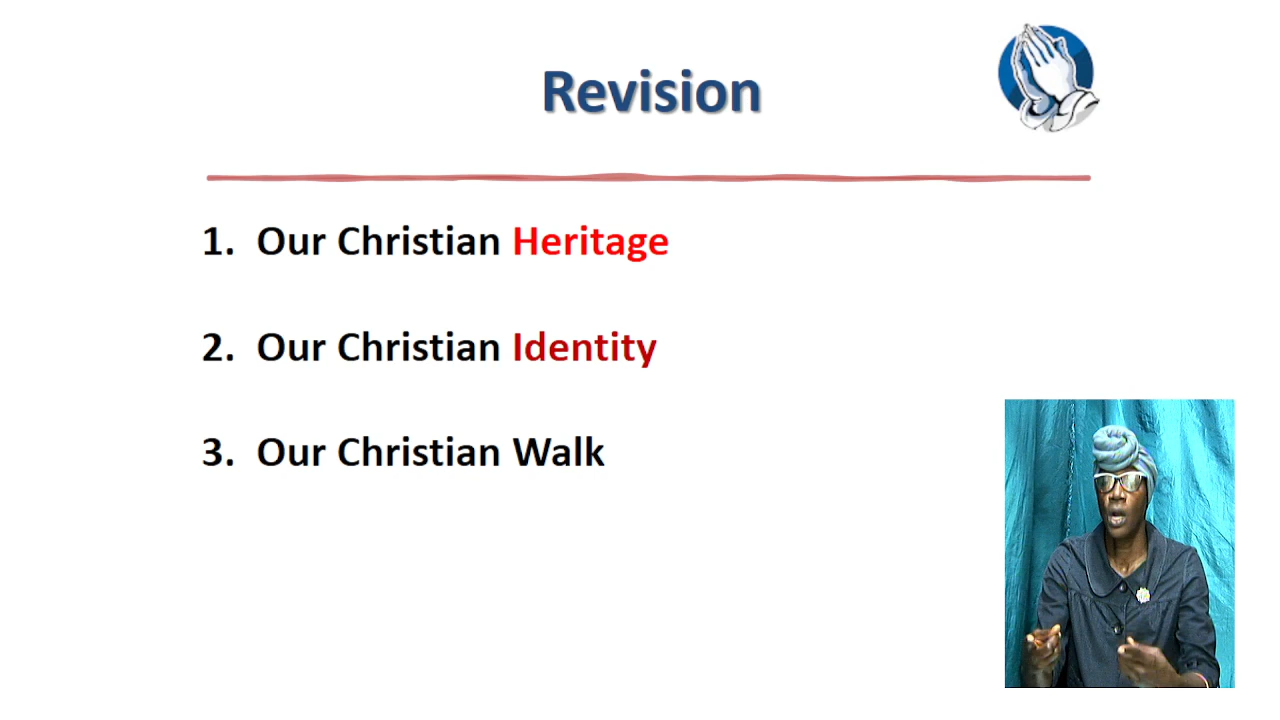 Revision
1. Our Christian Heritage
2. Our Christian Identity
3. Our Christian Walk